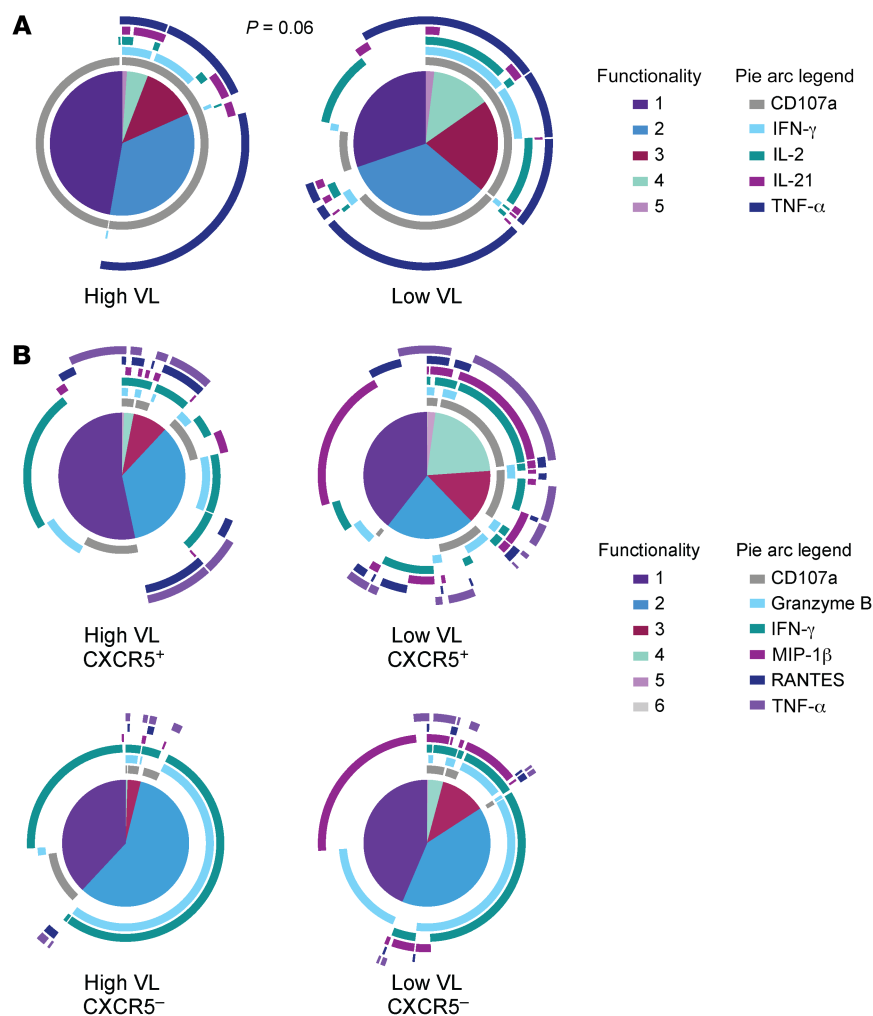 A
P = 0.06
High VL
Low VL
Functionality
1
2
3
4
5
Pie arc legend
CD107a
IFN-γ
IL-2
IL-21
TNF-α
B
High VL
CXCR5+
Low VL
CXCR5+
Functionality
1
2
3
4
5
6
Pie arc legend
CD107a
Granzyme B
IFN-γ
MIP-1β
RANTES
TNF-α
High VL
CXCR5–
Low VL
CXCR5–